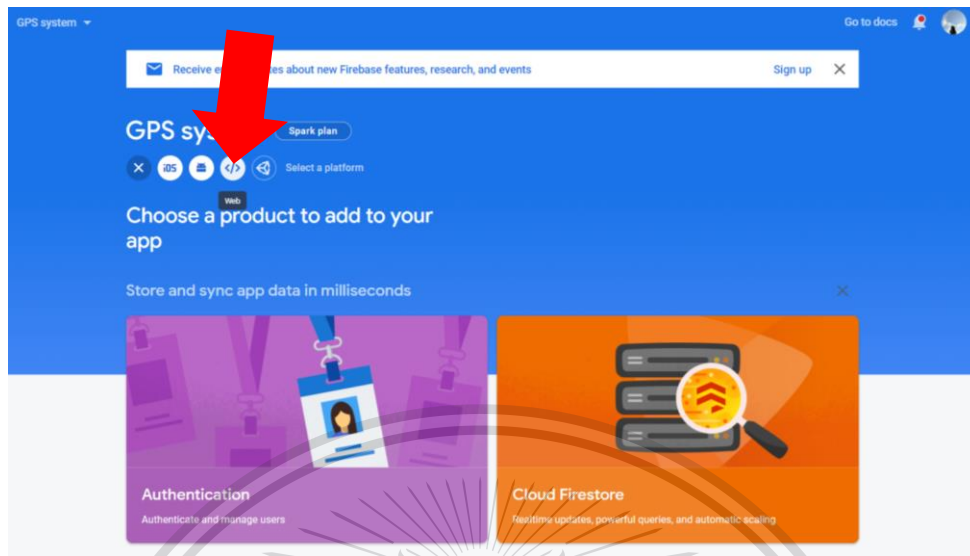 GPS system
Go to docs
Receive e es about new Firebase features, research, and events
Sign up
GPS sys
Spark plan
iOS
</>
Select a platform
Web
Choose a product to add to your
app
Store and sync app data in milliseconds
Authentication
Authenticate and manage users
Cloud Firestore
Realtime updates, powerful queries, and automatic scaling